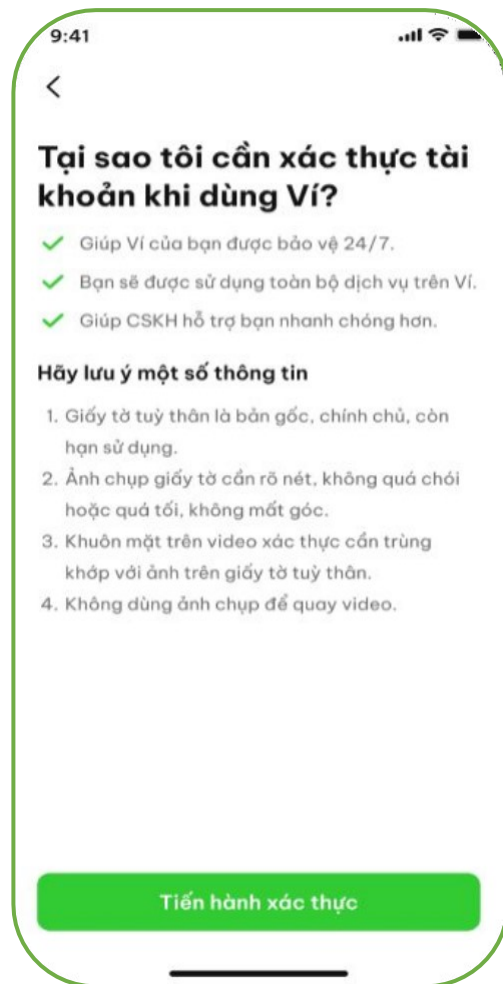 9:41
Tại sao tôi cần xác thực tài
khoản khi dùng Ví?
Giúp Ví của bạn được bảo vệ 24/7.
Bạn sẽ được sử dụng toàn bộ dịch vụ trên Ví.
Giúp CSKH hỗ trợ bạn nhanh chóng hơn.
Hãy lưu ý một số thông tin
1. Giấy tờ tuỳ thân là bản gốc, chính chủ, còn
hạn sử dụng.
2. Ảnh chụp giấy tờ cần rõ nét, không quá chói
hoặc quá tối, không mất góc.
3. Khuôn mặt trên video xác thực cần trùng
khớp với ảnh trên giấy tờ tuỳ thân.
4. Không dùng ảnh chụp để quay video.
Tiến hành xác thực